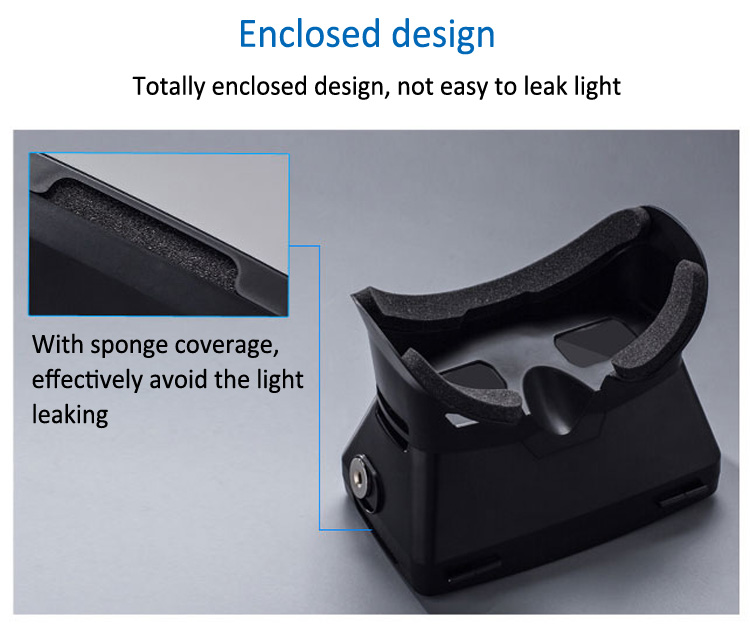 Enclosed design
Totally enclosed design, not easy to leak light
With sponge coverage,
effectively avoid the light
leaking